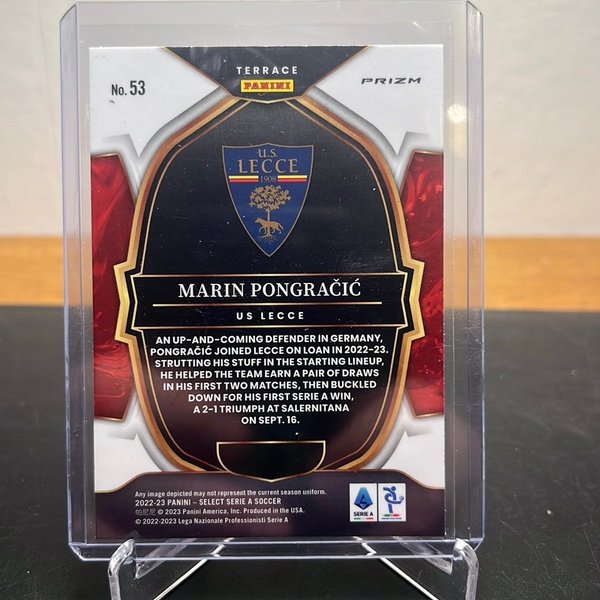 TERRACE
PANINI
No. 53
PRIZM
U.S.
LECCE
1908
MARIN PONGRAČIĆ
US LECCE
AN UP-AND-COMING DEFENDER IN GERMANY,
PONGRAČIĆ JOINED LECCE ON LOAN IN 2022-23.
STRUTTING HIS STUFF IN THE STARTING LINEUP,
HE HELPED THE TEAM EARN A PAIR OF DRAWS
IN HIS FIRST TWO MATCHES, THEN BUCKLED
DOWN FOR HIS FIRST SERIE A WIN,
A 2-1 TRIUMPH AT SALERNITANA
ON SEPT. 16.
Any image depicted may not represent the current season uniform.
2022-23 PANINI – SELECT SERIE A SOCCER
帕尼尼 © 2023 Panini America, Inc. Produced in the USA.
© 2022-2023 Lega Nazionale Professionisti Serie A
SERIE A